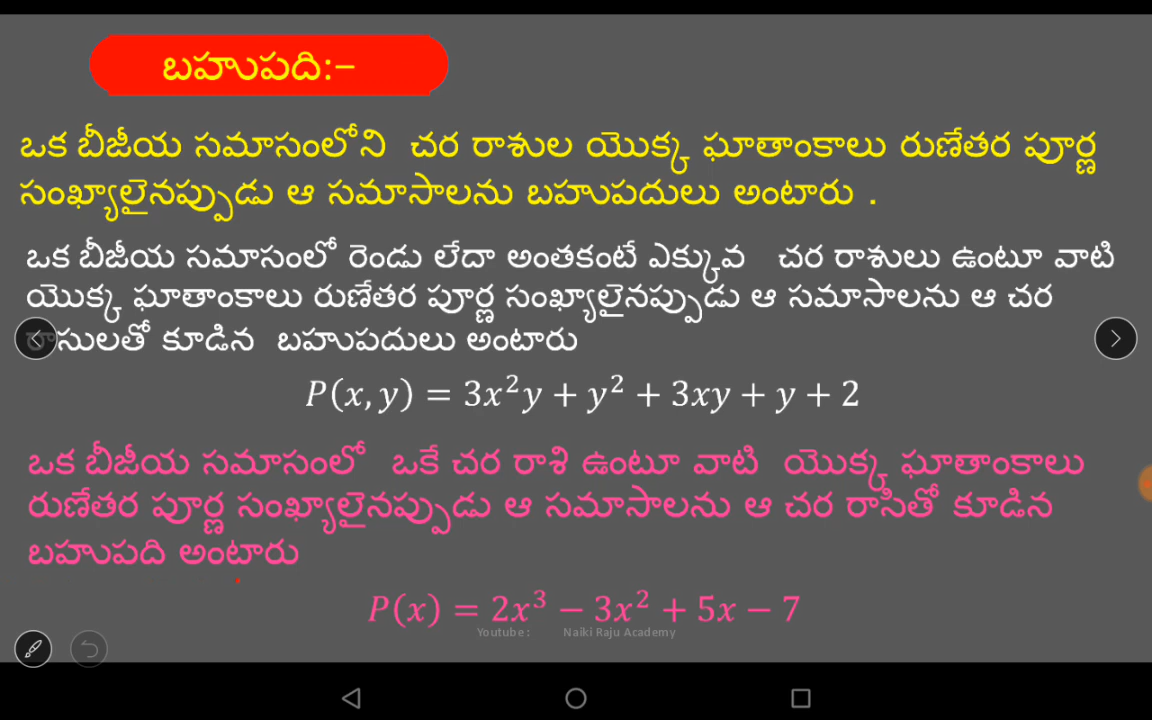 బహుపది:-
ఒక బీజీయ సమాసంలోని చర రాశుల యొక్క ఘాతాంకాలు రుణేతర పూర్ణ
సంఖ్యాలైనప్పుడు ఆ సమాసాలను బహుపదులు అంటారు .
ఒక బీజీయ సమాసంలో రెండు లేదా అంతకంటే ఎక్కువ చర రాశులు ఉంటూ వాటి
యొక్క ఘాతాంకాలు రుణేతర పూర్ణ సంఖ్యాలైనప్పుడు ఆ సమాసాలను ఆ చర
రాసులతో కూడిన బహుపదులు అంటారు
P(x, y) = 3x² y + y² + 3xy + y + 2
ఒక బీజీయ సమాసంలో ఒకే చర రాశి ఉంటూ వాటి యొక్క ఘాతాంకాలు
రుణేతర పూర్ణ సంఖ్యాలైనప్పుడు ఆ సమాసాలను ఆ చర రాసితో కూడిన
బహుపది అంటారు
P(x) = 2x³ − 3x² + 5x − 7
Youtube : Naiki Raju Academy